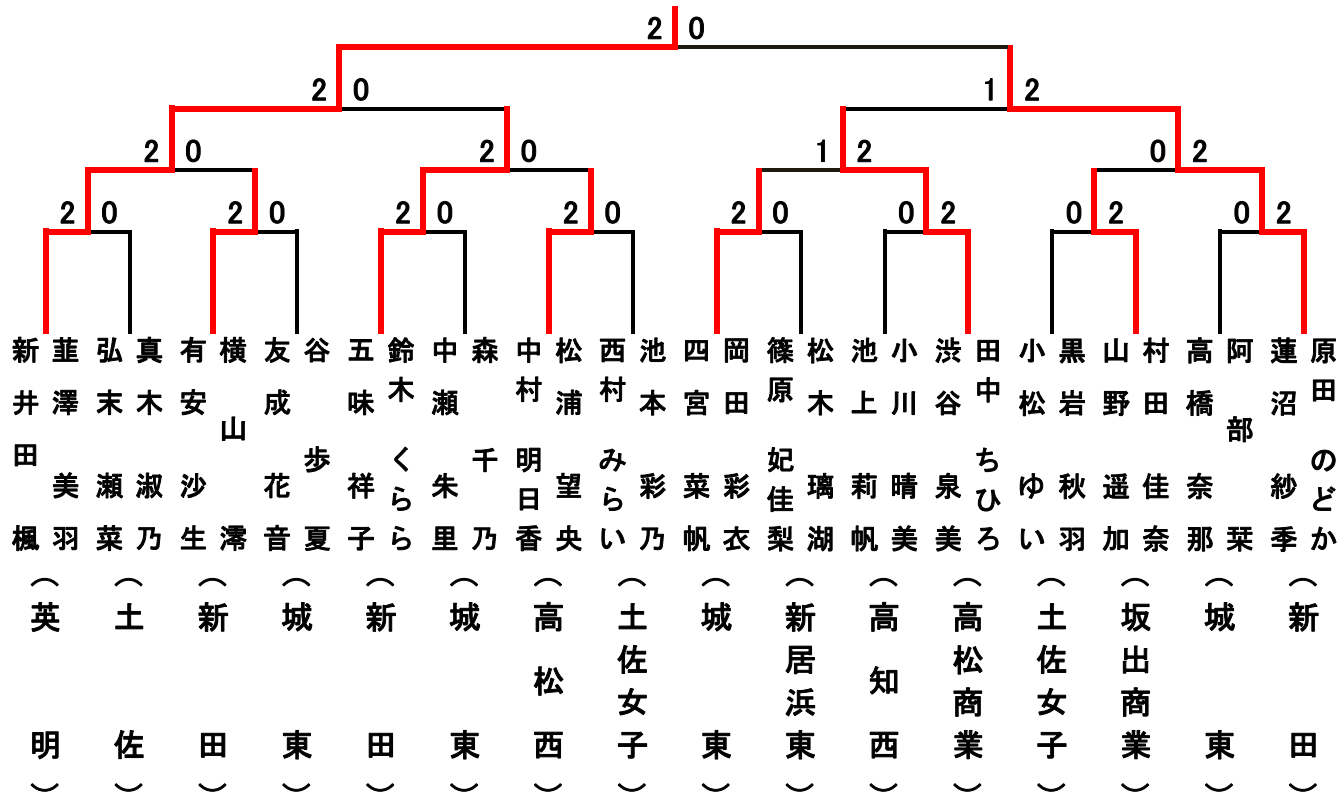 2 0
2 0
1 2
2 0
2 0
1 2
0 2
2 0
2 0
2 0
2 0
2 0
0 2
0 2
0 2
新井田 楓
韮澤 美羽
(英明)
弘末 瀬菜
真木 淑乃
(土佐)
有安 沙生
横山 澪
(新田)
友成 花音
谷 歩夏
(城東)
五味 祥子
鈴木 くらら
(新田)
中瀬 朱里
森 千乃
(城東)
中村 明日香
松浦 望央
(高松西)
西村 みらい
池本 彩乃
(土佐女子)
四宮 菜帆
岡田 彩衣
(城東)
篠原 妃佳梨
松木 璃湖
(新居浜東)
池上 莉帆
小川 晴美
(高知西)
渋谷 泉美
田中 ちひろ
(高松商業)
小松 ゆい
黒岩 秋羽
(土佐女子)
山野 遥加
村田 佳奈
(坂出商業)
高橋 奈那
阿部 栞
(城東)
蓮沼 紗季
原田 のどか
(新田)